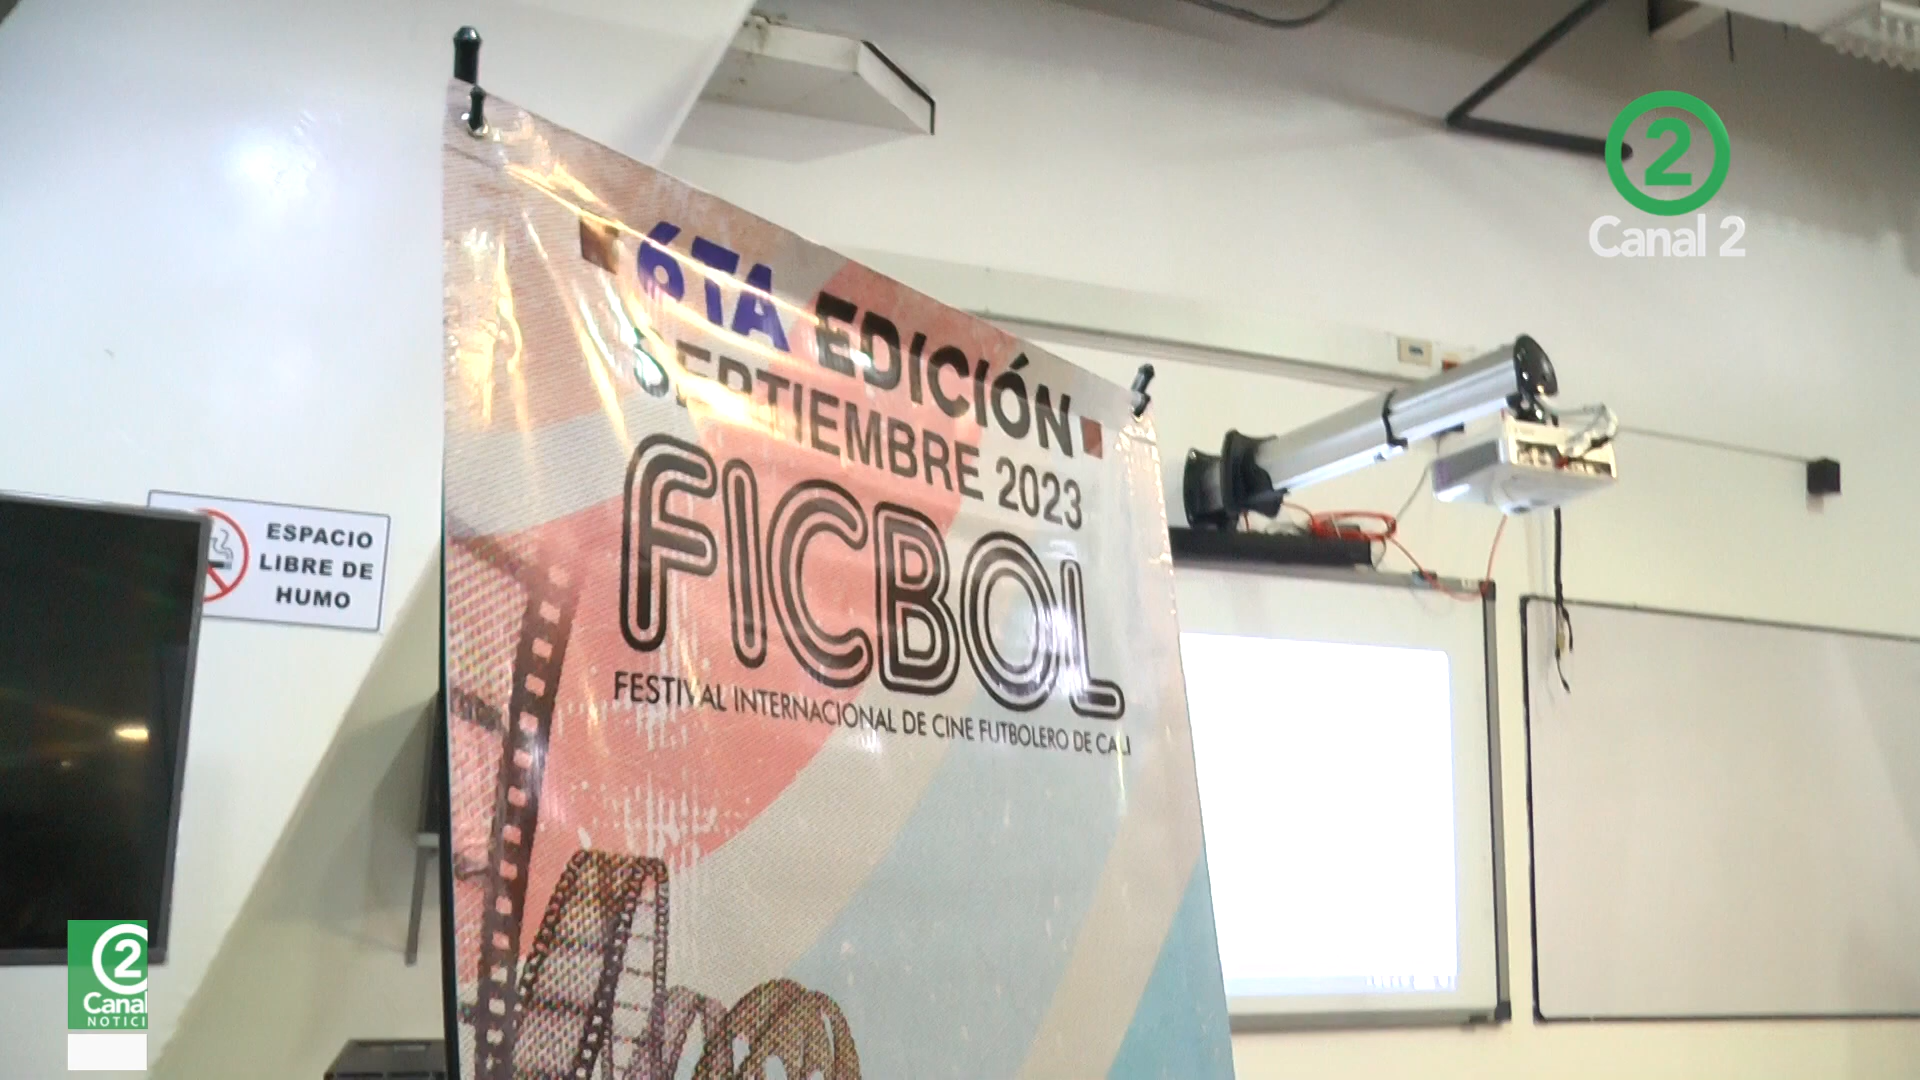 2
Canal 2
6TA EDICIÓN
SEPTIEMBRE 2023
FICBOL
FESTIVAL INTERNACIONAL DE CINE FUTBOLERO DE CALI
ESPACIO
LIBRE DE
HUMO
2
Canal
NOTICI